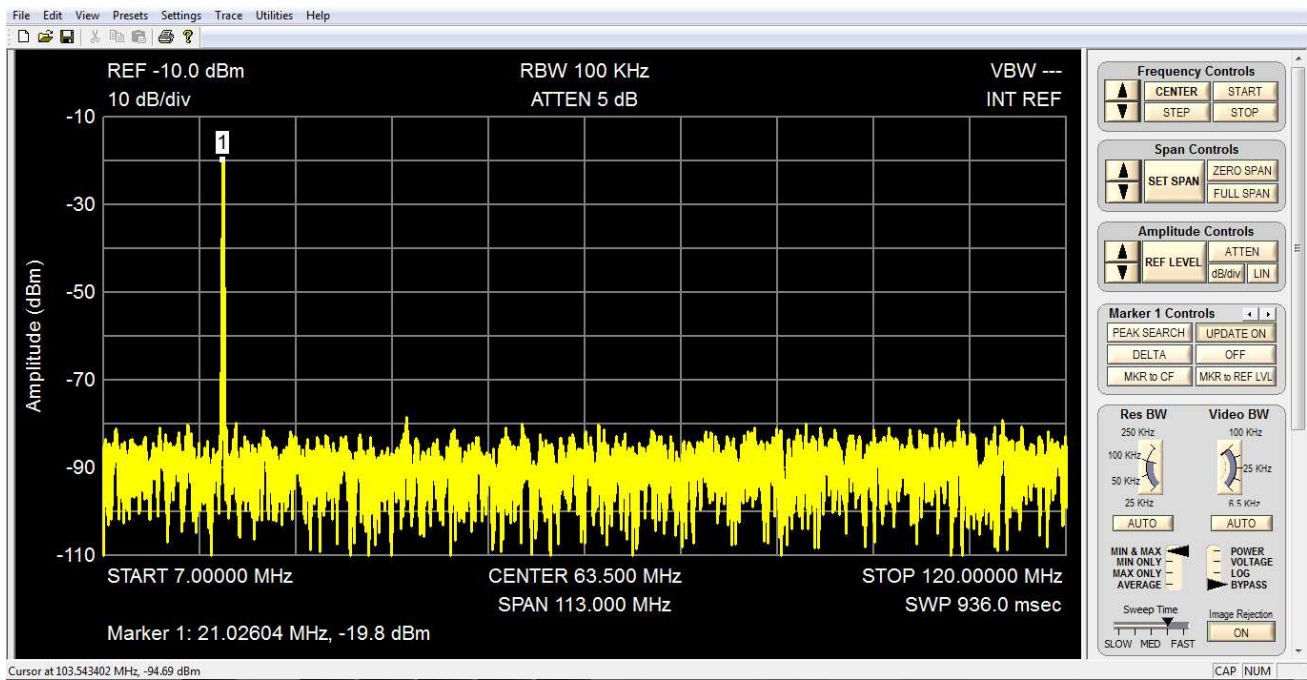 File Edit View Presets Settings Trace Utilities Help
REF -10.0 dBm RBW 100 KHz VBW ---
10 dB/div ATTEN 5 dB INT REF
-10
1
-30
-50
-70
-90
-110
Amplitude (dBm)
START 7.00000 MHz CENTER 63.500 MHz STOP 120.00000 MHz
SPAN 113.000 MHz SWP 936.0 msec
Marker 1: 21.02604 MHz, -19.8 dBm
Frequency Controls
CENTER START
STEP STOP
Span Controls
SET SPAN
ZERO SPAN
FULL SPAN
Amplitude Controls
REF LEVEL
ATTEN
dB/div LIN
Marker 1 Controls
PEAK SEARCH UPDATE ON
DELTA OFF
MKR to CF MKR to REF LVL
Res BW Video BW
250 KHz 100 KHz
100 KHz
25 KHz
50 KHz
25 KHz 6.5 KHz
AUTO AUTO
MIN & MAX POWER
MIN ONLY VOLTAGE
MAX ONLY LOG
AVERAGE BYPASS
Sweep Time Image Rejection
ON
SLOW MED FAST
Cursor at 103.543402 MHz, -94.69 dBm CAP NUM